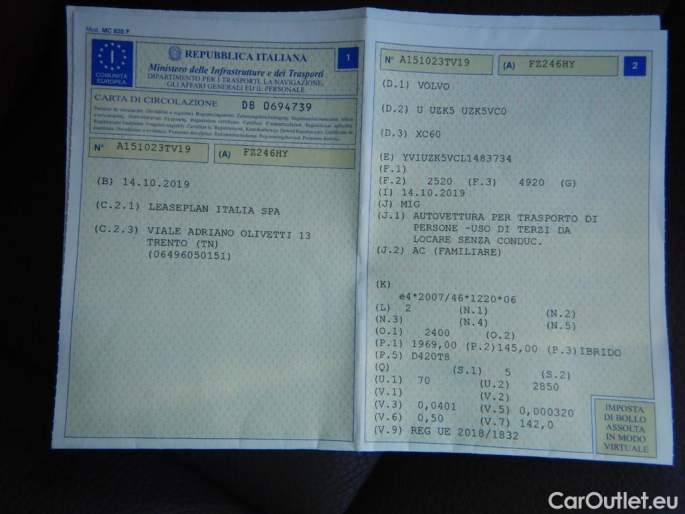 Mod. MC 820 F
I
COMUNITÀ
EUROPEA
REPUBBLICA ITALIANA
Ministero delle Infrastrutture e dei Trasporti
DIPARTIMENTO PER I TRASPORTI, LA NAVIGAZIONE,
GLI AFFARI GENERALI ED IL PERSONALE
1
CARTA DI CIRCOLAZIONE DB 0694739
N° A151023TV19 (A) FZ246HY
(B) 14.10.2019
(C.2.1) LEASEPLAN ITALIA SPA
(C.2.3) VIALE ADRIANO OLIVETTI 13
TRENTO (TN)
(06496050151)
N° A151023TV19 (A) FZ246HY 2
(D.1) VOLVO
(D.2) U UZK5 UZK5VC0
(D.3) XC60
(E) YV1UZK5VCL1483734
(F.1)
(F.2) 2520 (F.3) 4920 (G)
(I) 14.10.2019
(J) M1G
(J.1) AUTOVETTURA PER TRASPORTO DI
PERSONE -USO DI TERZI DA
LOCARE SENZA CONDUC.
(J.2) AC (FAMILIARE)
(K)
e4*2007/46*1220*06
(L) 2 (N.1) (N.2)
(N.3) (N.4) (N.5)
(O.1) 2400 (O.2)
(P.1) 1969,00 (P.2) 145,00 (P.3) IBRIDO
(P.5) D420T8
(Q) (S.1) 5 (S.2)
(U.1) 70 (U.2) 2850
(V.1) (V.2)
(V.3) 0,0401 (V.5) 0,000320
(V.6) 0,50 (V.7) 142,0
(V.9) REG UE 2018/1832
IMPOSTA
DI BOLLO
ASSOLTA
IN MODO
VIRTUALE
CarOutlet.eu